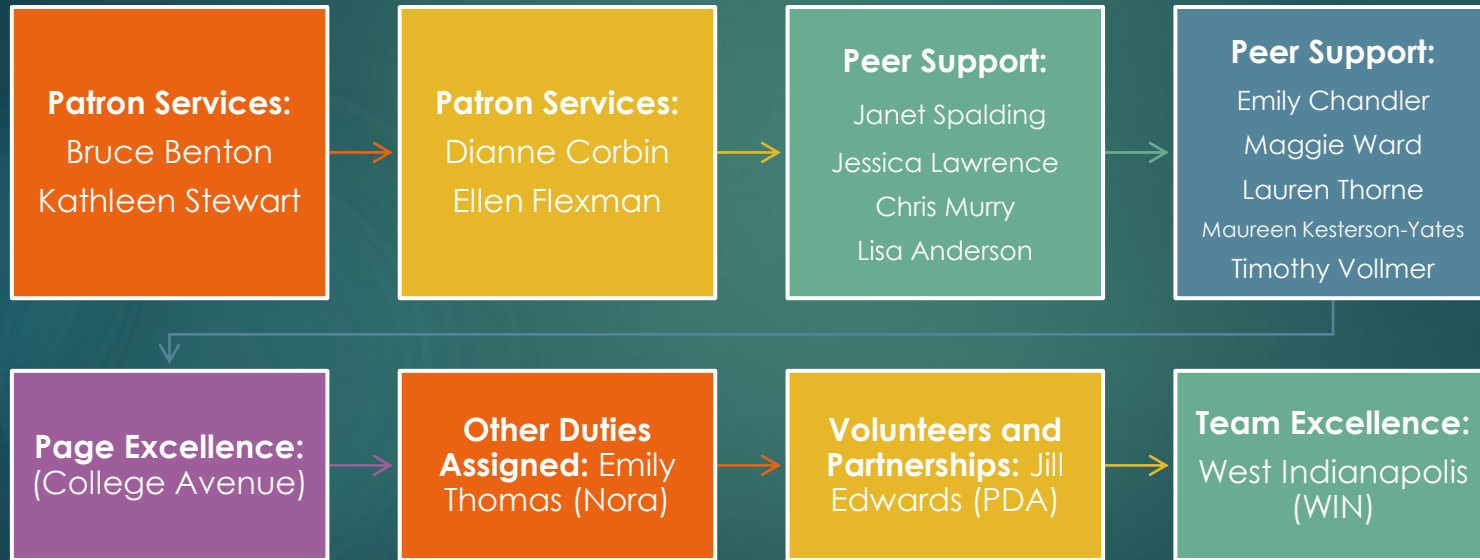 Patron Services:
Bruce Benton
Kathleen Stewart
Patron Services:
Dianne Corbin
Ellen Flexman
Peer Support:
Janet Spalding
Jessica Lawrence
Chris Murry
Lisa Anderson
Peer Support:
Emily Chandler
Maggie Ward
Lauren Thorne
Maureen Kesterson-Yates
Timothy Vollmer
Page Excellence:
(College Avenue)
Other Duties
Assigned: Emily
Thomas (Nora)
Volunteers and
Partnerships: Jill
Edwards (PDA)
Team Excellence:
West Indianapolis
(WIN)